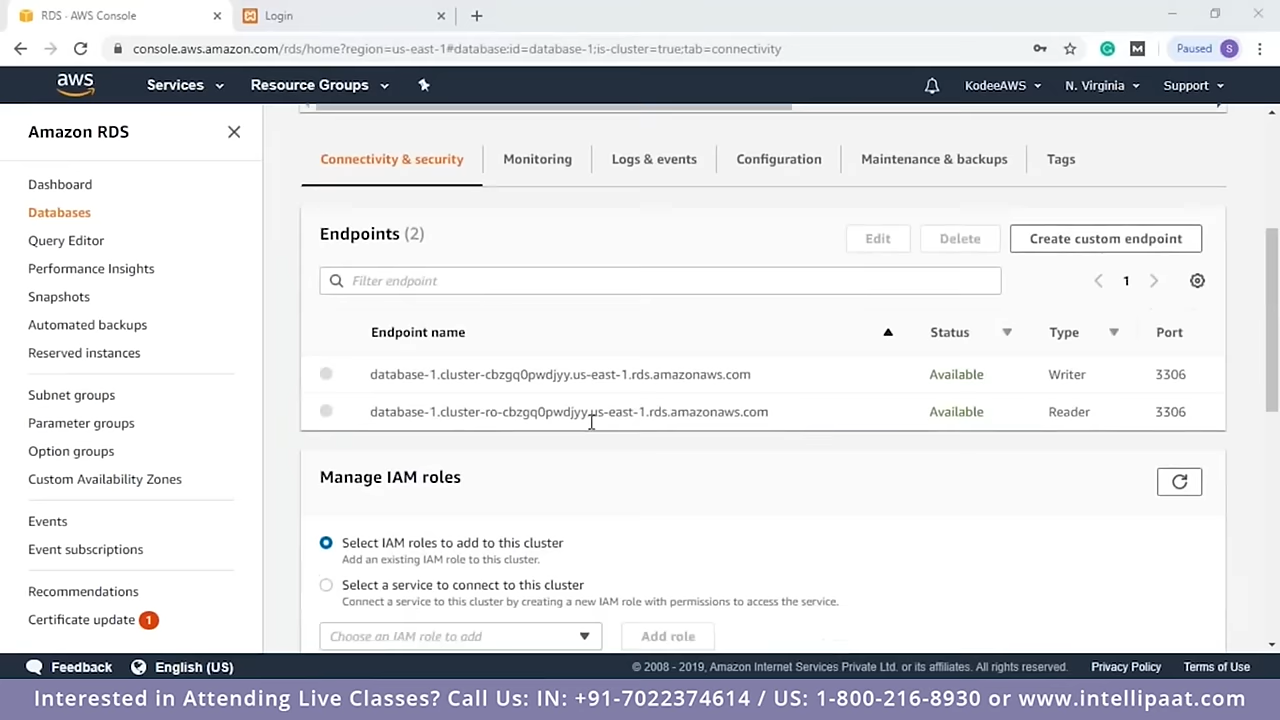 RDS · AWS Console
Login
console.aws.amazon.com/rds/home?region=us-east-1#database:id=database-1;is-cluster=true;tab=connectivity
M
Paused
S
aws
Services
Resource Groups
KodeeAWS
N. Virginia
Support
Amazon RDS
Dashboard
Databases
Query Editor
Performance Insights
Snapshots
Automated backups
Reserved instances
Subnet groups
Parameter groups
Option groups
Custom Availability Zones
Events
Event subscriptions
Recommendations
Certificate update 1
Connectivity & security
Monitoring
Logs & events
Configuration
Maintenance & backups
Tags
Endpoints (2)
Edit
Delete
Create custom endpoint
Filter endpoint
1
Endpoint name Status Type Port
database-1.cluster-cbzgq0pwdjyy.us-east-1.rds.amazonaws.com Available Writer 3306
database-1.cluster-ro-cbzgq0pwdjyy.us-east-1.rds.amazonaws.com Available Reader 3306
Manage IAM roles
Select IAM roles to add to this cluster
Add an existing IAM role to this cluster.
Select a service to connect to this cluster
Connect a service to this cluster by creating a new IAM role with permissions to access the service.
Choose an IAM role to add
Add role
Feedback
English (US)
© 2008 - 2019, Amazon Internet Services Private Ltd. or its affiliates. All rights reserved.
Privacy Policy
Terms of Use
Interested in Attending Live Classes? Call Us: IN: +91-7022374614 / US: 1-800-216-8930 or www.intellipaat.com